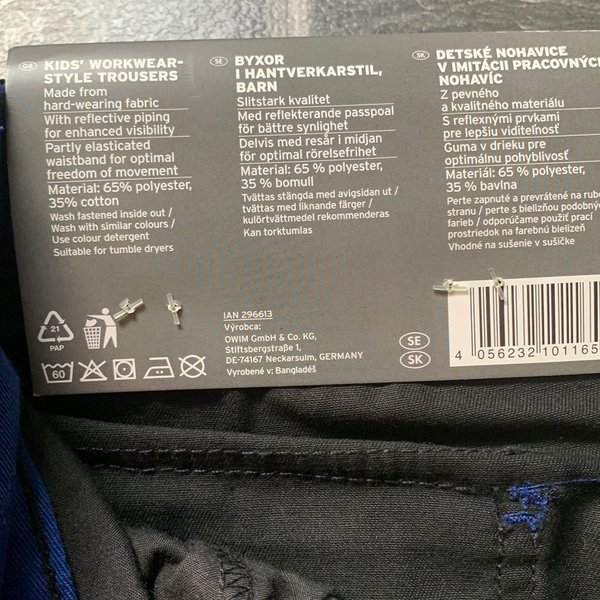 GB KIDS' WORKWEAR-
STYLE TROUSERS
Made from
hard-wearing fabric
With reflective piping
for enhanced visibility
Partly elasticated
waistband for optimal
freedom of movement
Material: 65% polyester,
35% cotton
Wash fastened inside out /
Wash with similar colours /
Use colour detergent
Suitable for tumble dryers
SE BYXOR
I HANTVERKARSTIL,
BARN
Slitstark kvalitet
Med reflekterande passpoal
för bättre synlighet
Delvis med resår i midjan
för optimal rörelsefrihet
Material: 65 % polyester,
35 % bomull
Tvättas stängda med avigsidan ut /
tvättas med liknande färger /
kulörtvättmedel rekommenderas
Kan torktumlas
SK DETSKÉ NOHAVICE
V IMITÁCII PRACOVNÝC
NOHAVÍC
Z pevného
a kvalitného materiálu
S reflexnými prvkami
pre lepšiu viditeľnosť
Guma v drieku pre
optimálnu pohyblivosť
Materiál: 65 % polyester,
35 % bavlna
Perte zapnuté a prevrátené na rube
stranu / perte s bielizňou podobnýc
farieb / odporúčame použiť prací
prostriedok na farebnú bielizeň
Vhodné na sušenie v sušičke
21
PAP
60
IAN 296613
Výrobca:
OWIM GmbH & Co. KG,
Stiftsbergstraße 1,
DE-74167 Neckarsulm, GERMANY
Vyrobené v: Bangladéš
SE
SK
4 056232 101165